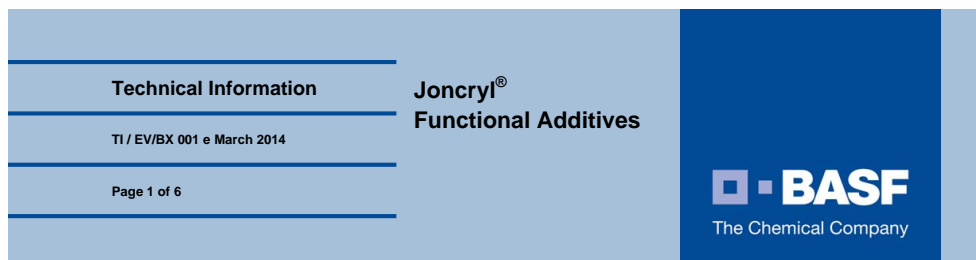 Technical Information
TI / EV/BX 001 e March 2014
Page 1 of 6
Joncryl®
Functional Additives
BASF
The Chemical Company